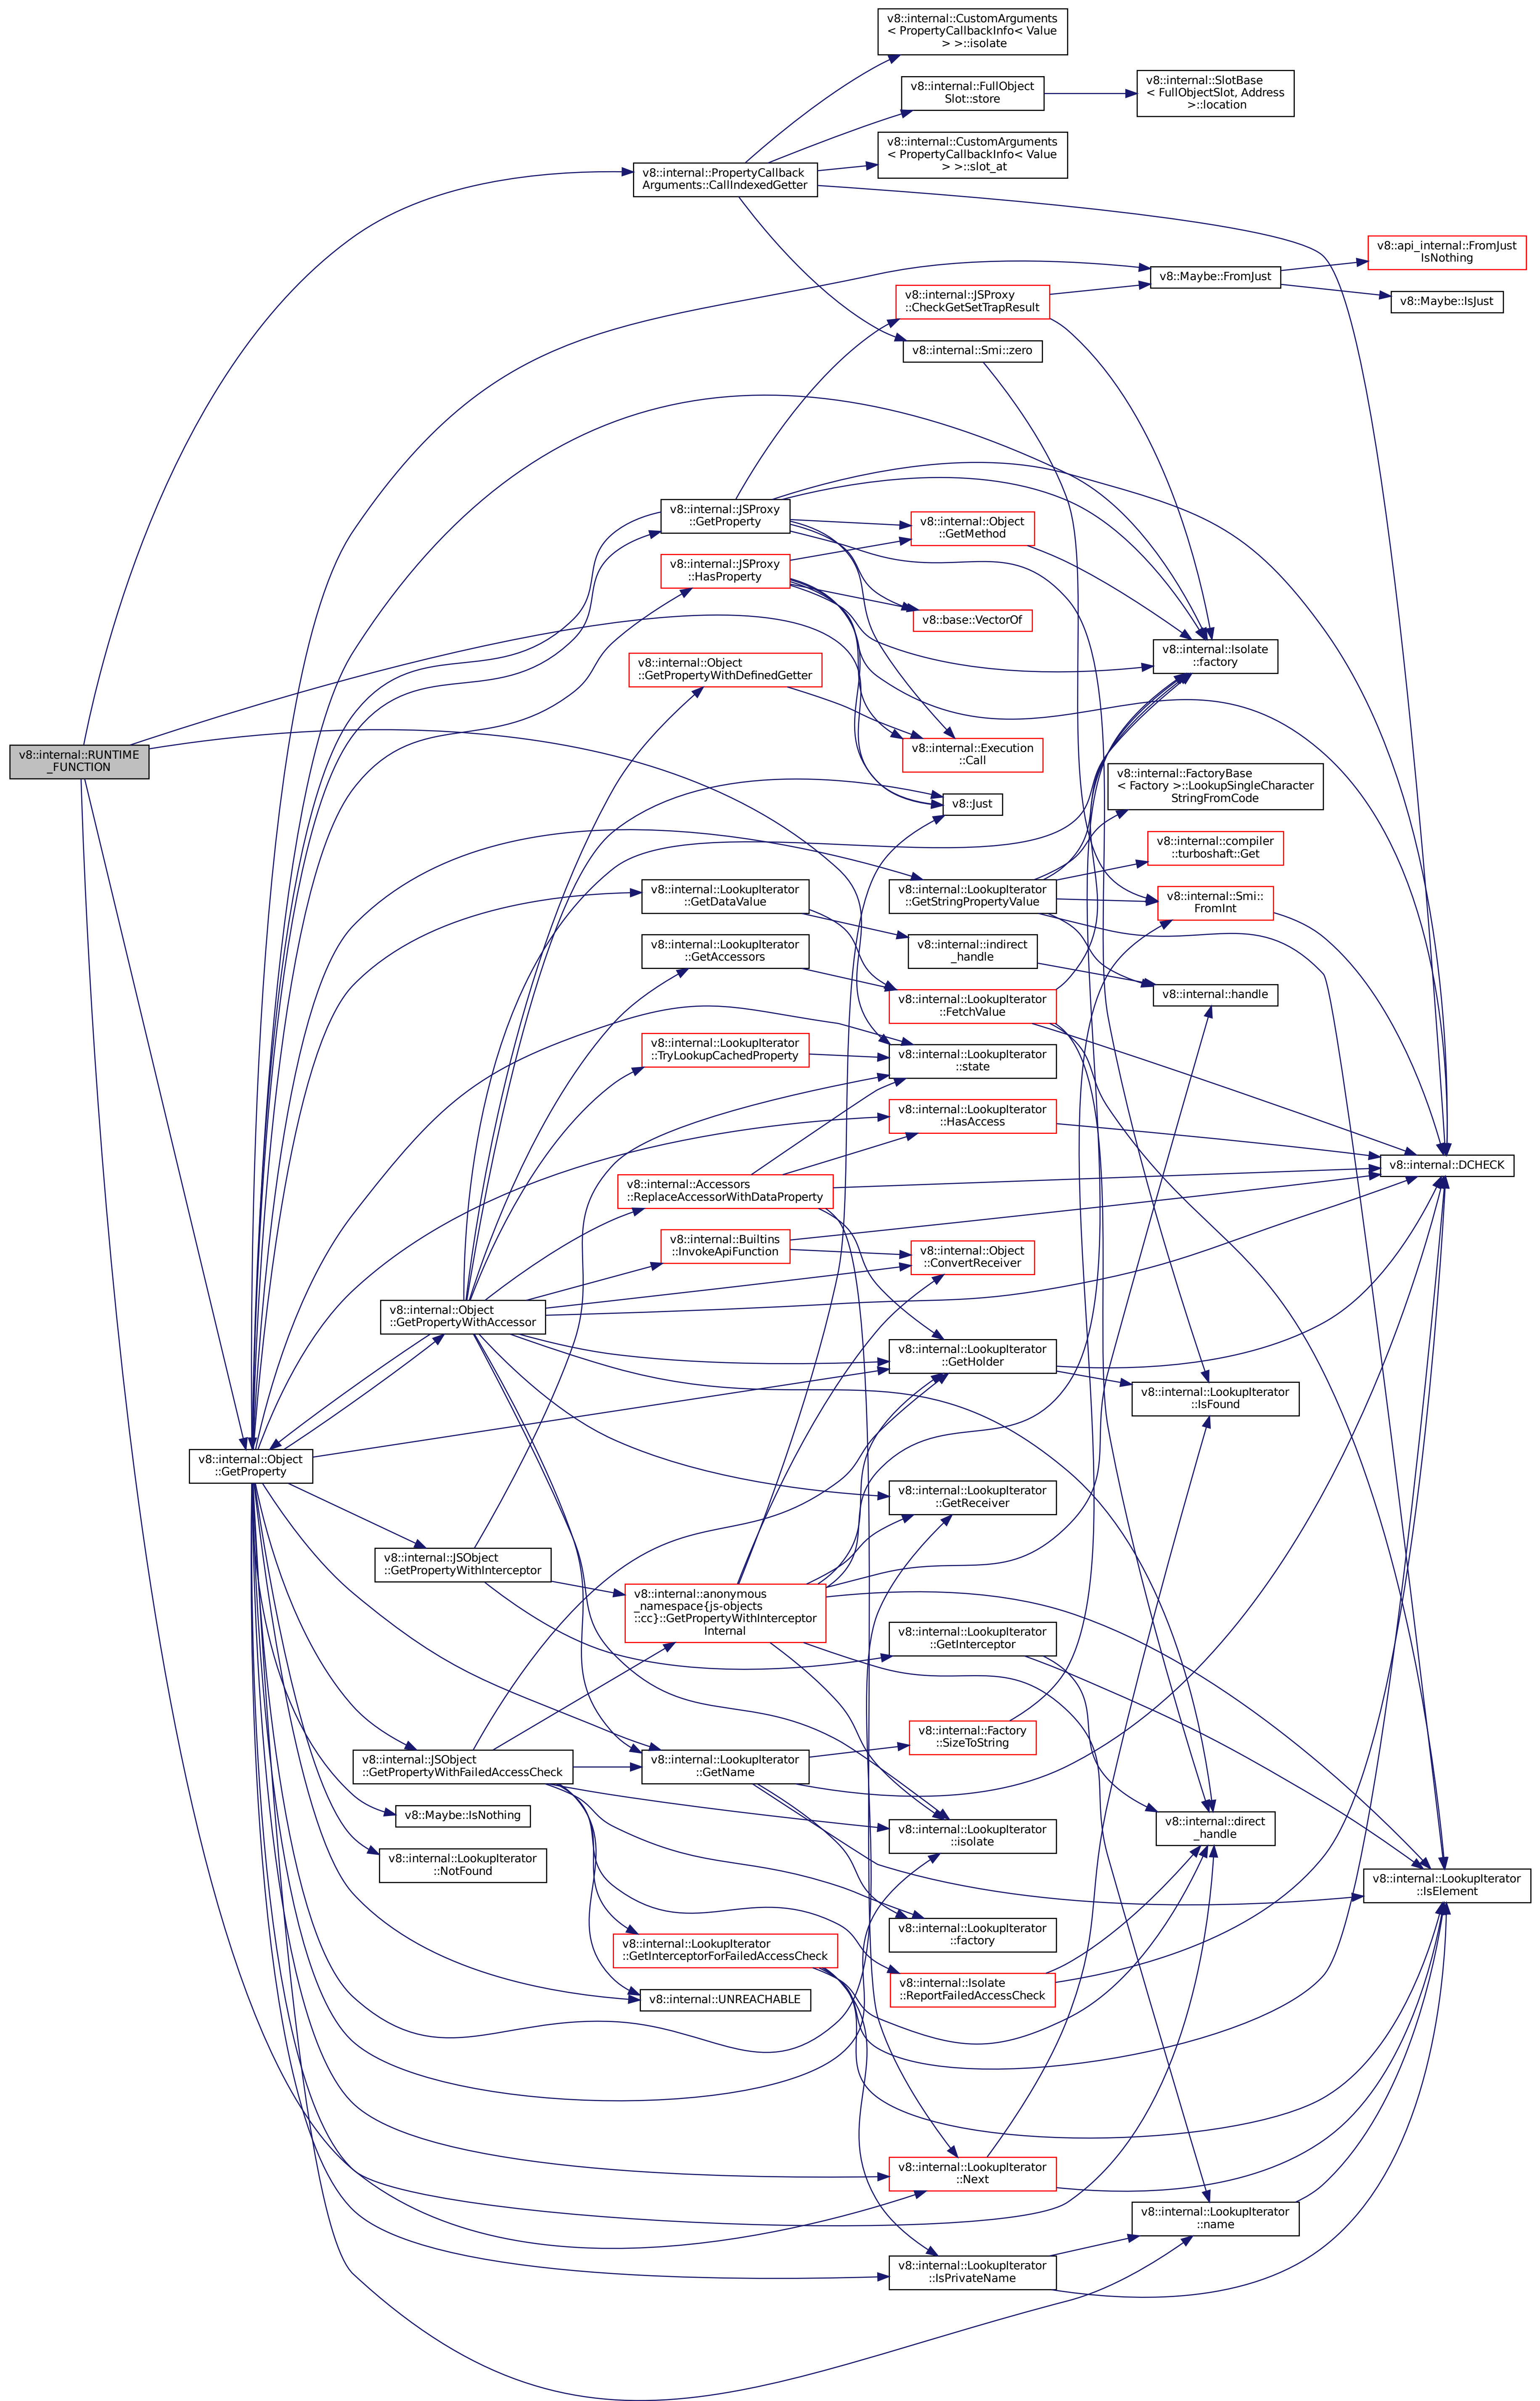 v8::internal::CustomArguments
< PropertyCallbackInfo< Value
> >::isolate
v8::internal::FullObject
Slot::store
v8::internal::SlotBase
< FullObjectSlot, Address
>::location
v8::internal::CustomArguments
< PropertyCallbackInfo< Value
> >::slot_at
v8::internal::PropertyCallback
Arguments::CallIndexedGetter
v8::api_internal::FromJust
IsNothing
v8::Maybe::FromJust
v8::Maybe::IsJust
v8::internal::JSProxy
::CheckGetSetTrapResult
v8::internal::Smi::zero
v8::internal::JSProxy
::GetProperty
v8::internal::Object
::GetMethod
v8::internal::JSProxy
::HasProperty
v8::base::VectorOf
v8::internal::Isolate
::factory
v8::internal::Object
::GetPropertyWithDefinedGetter
v8::internal::RUNTIME
_FUNCTION
v8::internal::Execution
::Call
v8::internal::FactoryBase
< Factory >::LookupSingleCharacter
StringFromCode
v8::Just
v8::internal::compiler
::turboshaft::Get
v8::internal::LookupIterator
::GetDataValue
v8::internal::LookupIterator
::GetStringPropertyValue
v8::internal::Smi::
FromInt
v8::internal::LookupIterator
::GetAccessors
v8::internal::indirect
_handle
v8::internal::handle
v8::internal::LookupIterator
::FetchValue
v8::internal::LookupIterator
::TryLookupCachedProperty
v8::internal::LookupIterator
::state
v8::internal::LookupIterator
::HasAccess
v8::internal::DCHECK
v8::internal::Accessors
::ReplaceAccessorWithDataProperty
v8::internal::Builtins
::InvokeApiFunction
v8::internal::Object
::ConvertReceiver
v8::internal::Object
::GetPropertyWithAccessor
v8::internal::LookupIterator
::GetHolder
v8::internal::LookupIterator
::IsFound
v8::internal::Object
::GetProperty
v8::internal::LookupIterator
::GetReceiver
v8::internal::JSObject
::GetPropertyWithInterceptor
v8::internal::anonymous
_namespace{js-objects
::cc}::GetPropertyWithInterceptor
Internal
v8::internal::LookupIterator
::GetInterceptor
v8::internal::Factory
::SizeToString
v8::internal::JSObject
::GetPropertyWithFailedAccessCheck
v8::internal::LookupIterator
::GetName
v8::Maybe::IsNothing
v8::internal::LookupIterator
::isolate
v8::internal::direct
_handle
v8::internal::LookupIterator
::NotFound
v8::internal::LookupIterator
::IsElement
v8::internal::LookupIterator
::factory
v8::internal::LookupIterator
::GetInterceptorForFailedAccessCheck
v8::internal::Isolate
::ReportFailedAccessCheck
v8::internal::UNREACHABLE
v8::internal::LookupIterator
::Next
v8::internal::LookupIterator
::name
v8::internal::LookupIterator
::IsPrivateName